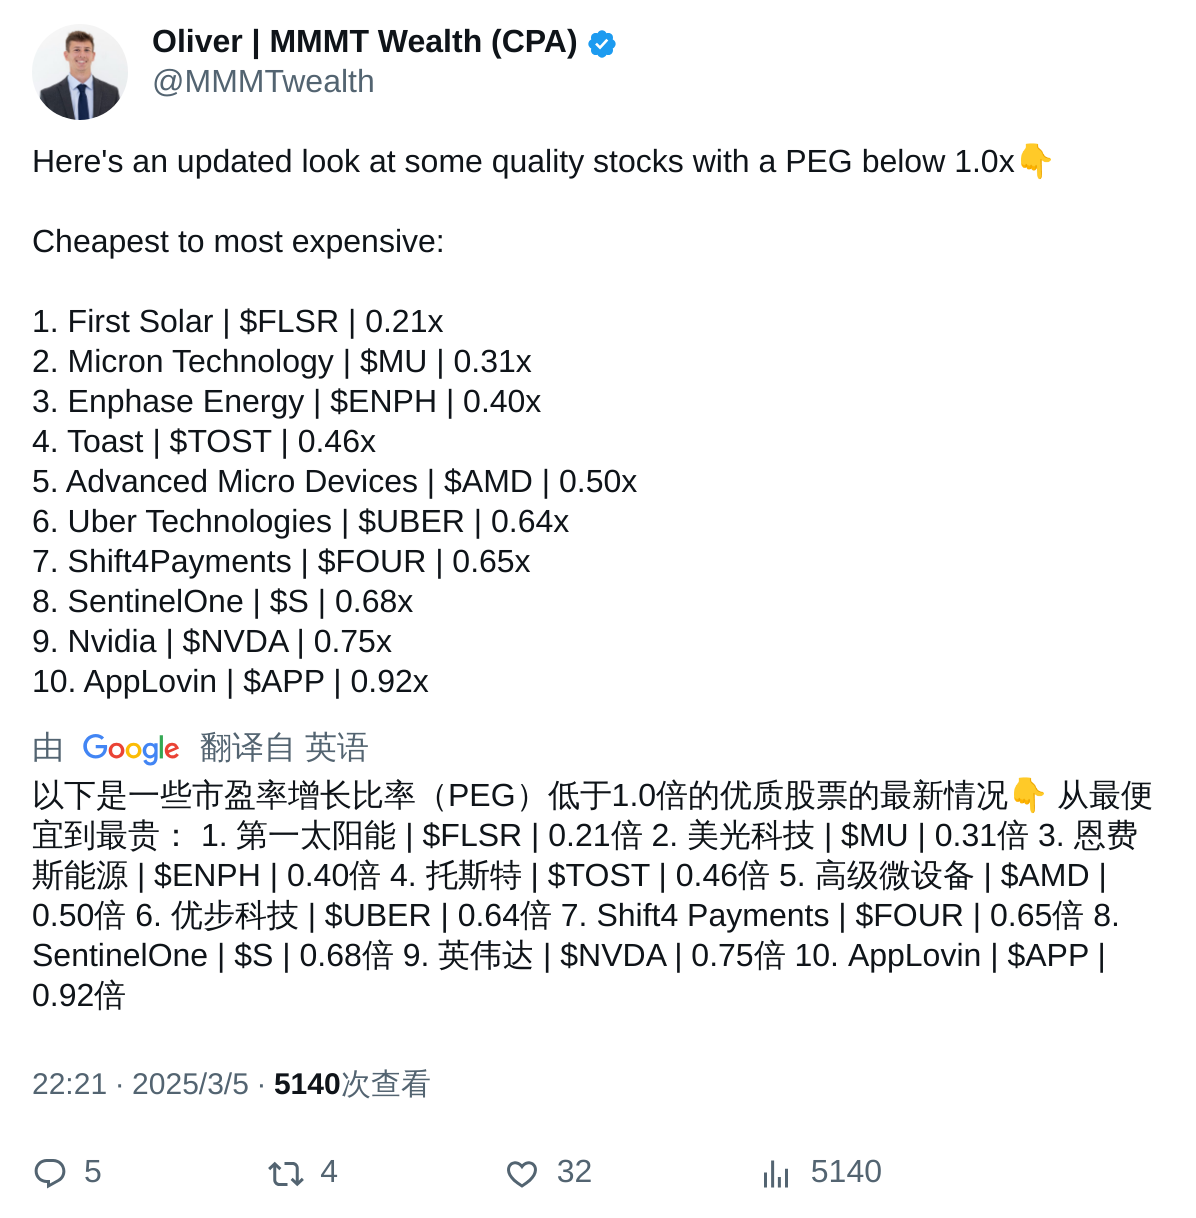 Oliver | MMMT Wealth (CPA)
@MMMTwealth
Here's an updated look at some quality stocks with a PEG below 1.0x👇
Cheapest to most expensive:
1. First Solar | $FLSR | 0.21x
2. Micron Technology | $MU | 0.31x
3. Enphase Energy | $ENPH | 0.40x
4. Toast | $TOST | 0.46x
5. Advanced Micro Devices | $AMD | 0.50x
6. Uber Technologies | $UBER | 0.64x
7. Shift4Payments | $FOUR | 0.65x
8. SentinelOne | $S | 0.68x
9. Nvidia | $NVDA | 0.75x
10. AppLovin | $APP | 0.92x
由 Google 翻译自 英语
以下是一些市盈率增长比率（PEG）低于1.0倍的优质股票的最新情况👇 从最便
宜到最贵： 1. 第一太阳能 | $FLSR | 0.21倍 2. 美光科技 | $MU | 0.31倍 3. 恩费
斯能源 | $ENPH | 0.40倍 4. 托斯特 | $TOST | 0.46倍 5. 高级微设备 | $AMD |
0.50倍 6. 优步科技 | $UBER | 0.64倍 7. Shift4 Payments | $FOUR | 0.65倍 8.
SentinelOne | $S | 0.68倍 9. 英伟达 | $NVDA | 0.75倍 10. AppLovin | $APP |
0.92倍
22:21 · 2025/3/5 · 5140次查看
5 4 32 5140